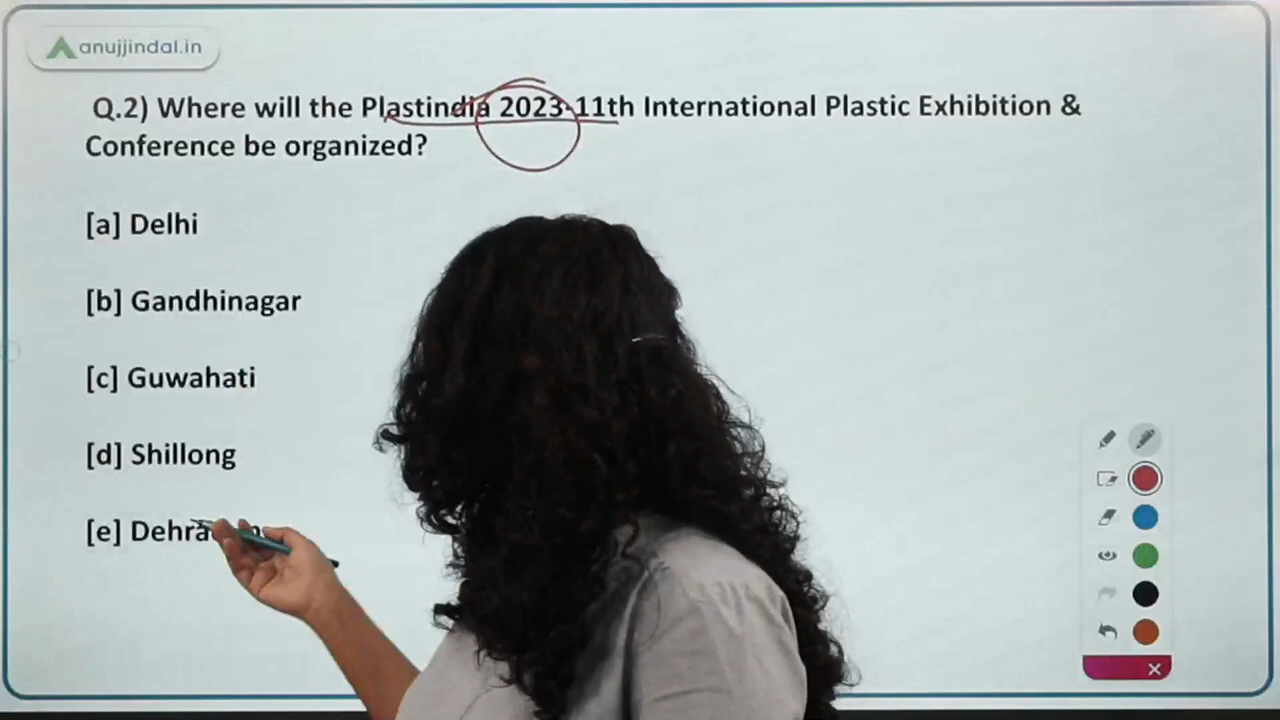 anujjindal.in
Q.2) Where will the Plastindia 2023-11th International Plastic Exhibition &
Conference be organized?
[a] Delhi
[b] Gandhinagar
[c] Guwahati
[d] Shillong
[e]